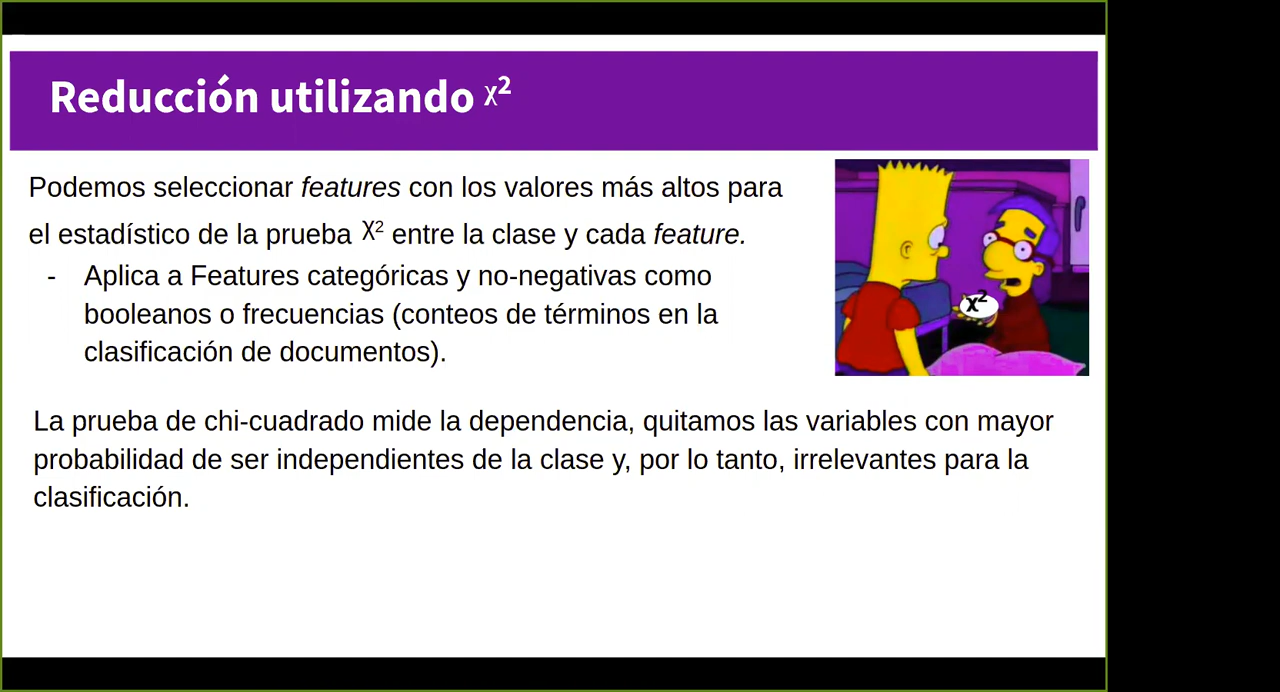 Reducción utilizando χ²
Podemos seleccionar features con los valores más altos para
el estadístico de la prueba χ² entre la clase y cada feature.
- Aplica a Features categóricas y no-negativas como
booleanos o frecuencias (conteos de términos en la
clasificación de documentos).
χ²
La prueba de chi-cuadrado mide la dependencia, quitamos las variables con mayor
probabilidad de ser independientes de la clase y, por lo tanto, irrelevantes para la
clasificación.